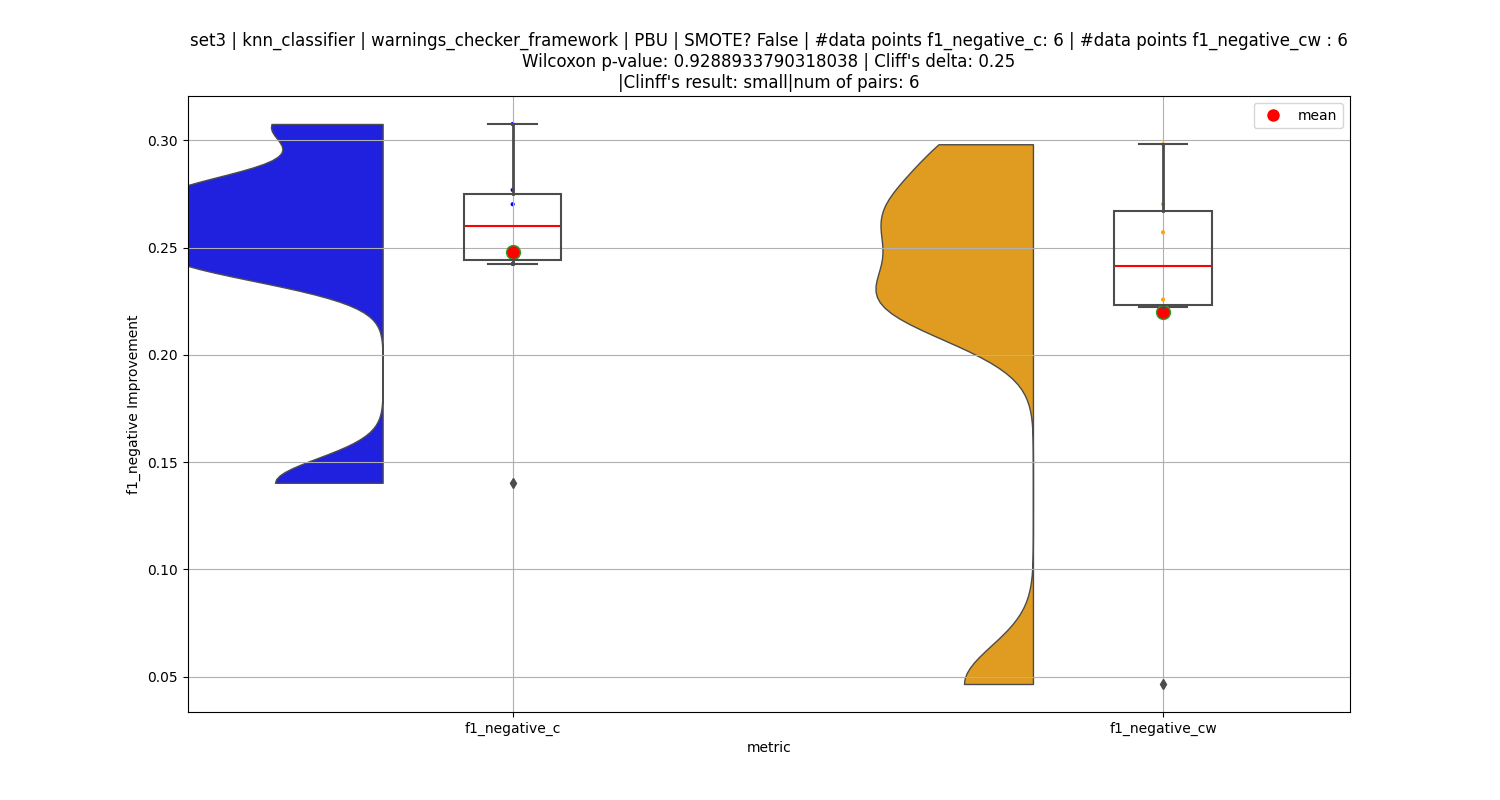 set3 | knn_classifier | warnings_checker_framework | PBU | SMOTE? False | #data points f1_negative_c: 6 | #data points f1_negative_cw : 6
Wilcoxon p-value: 0.9288933790318038 | Cliff's delta: 0.25
|Clinff's result: small|num of pairs: 6
mean
0.30
0.25
0.20
0.15
0.10
0.05
f1_negative Improvement
f1_negative_c
f1_negative_cw
metric